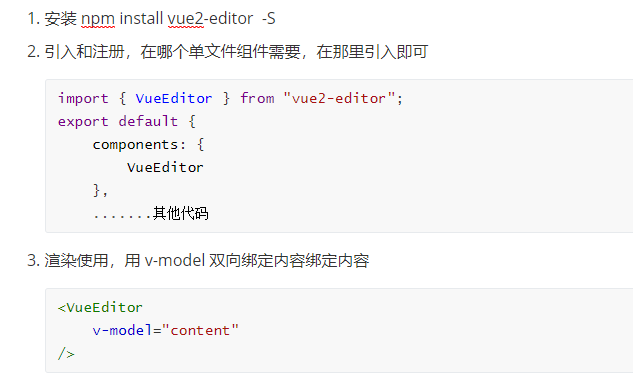 1. 安装 npm install vue2-editor -S
2. 引入和注册，在哪个单文件组件需要，在那里引入即可
import { VueEditor } from "vue2-editor";
export default {
    components: {
        VueEditor
    },
    .......其他代码
3. 渲染使用，用 v-model 双向绑定内容绑定内容
<VueEditor
    v-model="content"
/>